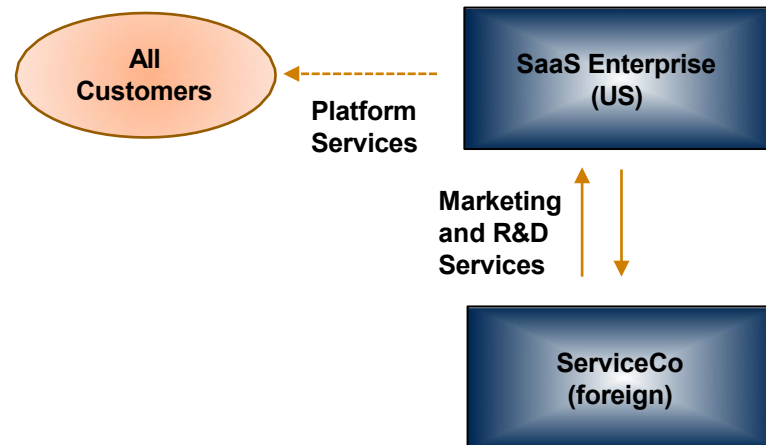 All
Customers
SaaS Enterprise
(US)
Platform
Services
Marketing
and R&D
Services
ServiceCo
(foreign)